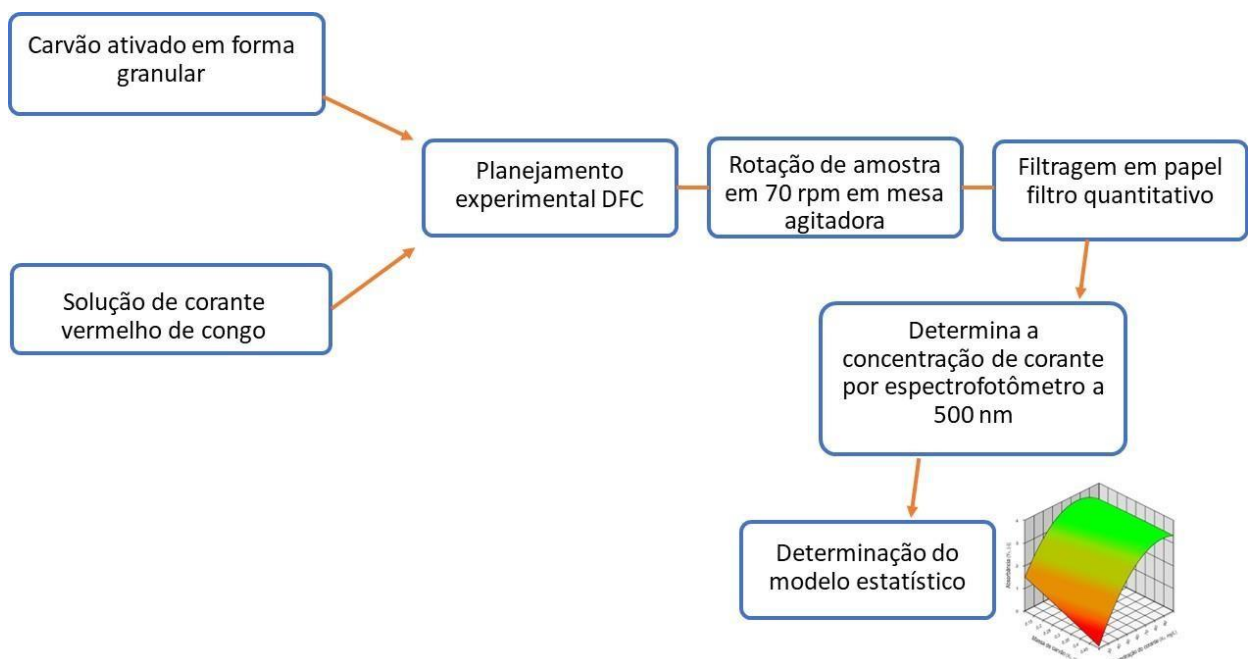 Carvão ativado em forma
granular
Solução de corante
vermelho de congo
Planejamento
experimental DFC
Rotação de amostra
em 70 rpm em mesa
agitadora
Filtragem em papel
filtro quantitativo
Determina a
concentração de corante
por espectrofotômetro a
500 nm
Determinação do
modelo estatístico